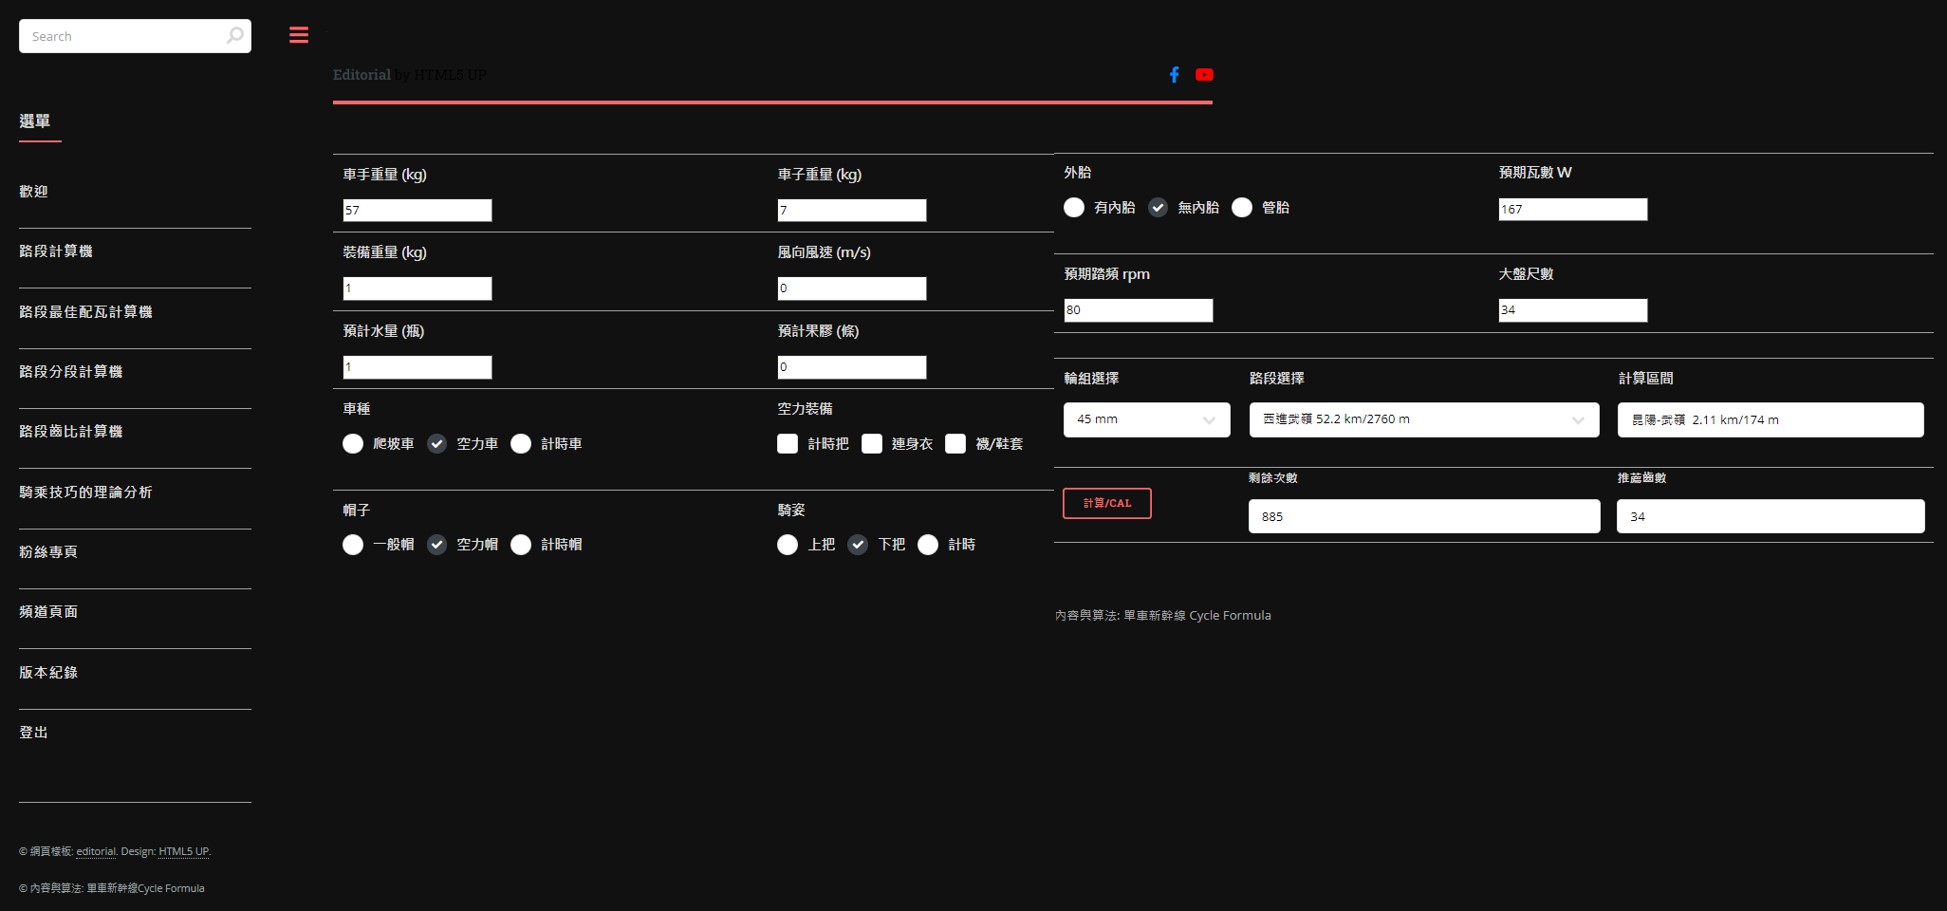 Search
選單
歡迎
路段計算機
路段最佳配瓦計算機
路段分段計算機
路段齒比計算機
騎乘技巧的理論分析
粉絲專頁
頻道頁面
版本紀錄
登出
© 網頁樣板: editorial. Design: HTML5 UP.
© 內容與算法: 單車新幹線Cycle Formula
Editorial by HTML5 UP
車手重量 (kg)
57
車子重量 (kg)
7
裝備重量 (kg)
1
風向風速 (m/s)
0
預計水量 (瓶)
1
預計果膠 (條)
0
車種
爬坡車 空力車 計時車
空力裝備
計時把 連身衣 襪/鞋套
帽子
一般帽 空力帽 計時帽
騎姿
上把 下把 計時
外胎
有內胎 無內胎 管胎
預期瓦數 W
167
預期踏頻 rpm
80
大盤尺數
34
輪組選擇
45 mm
路段選擇
西進武嶺 52.2 km/2760 m
計算區間
昆陽-武嶺 2.11 km/174 m
計算/CAL
剩餘次數
885
推薦齒數
34
內容與算法: 單車新幹線 Cycle Formula